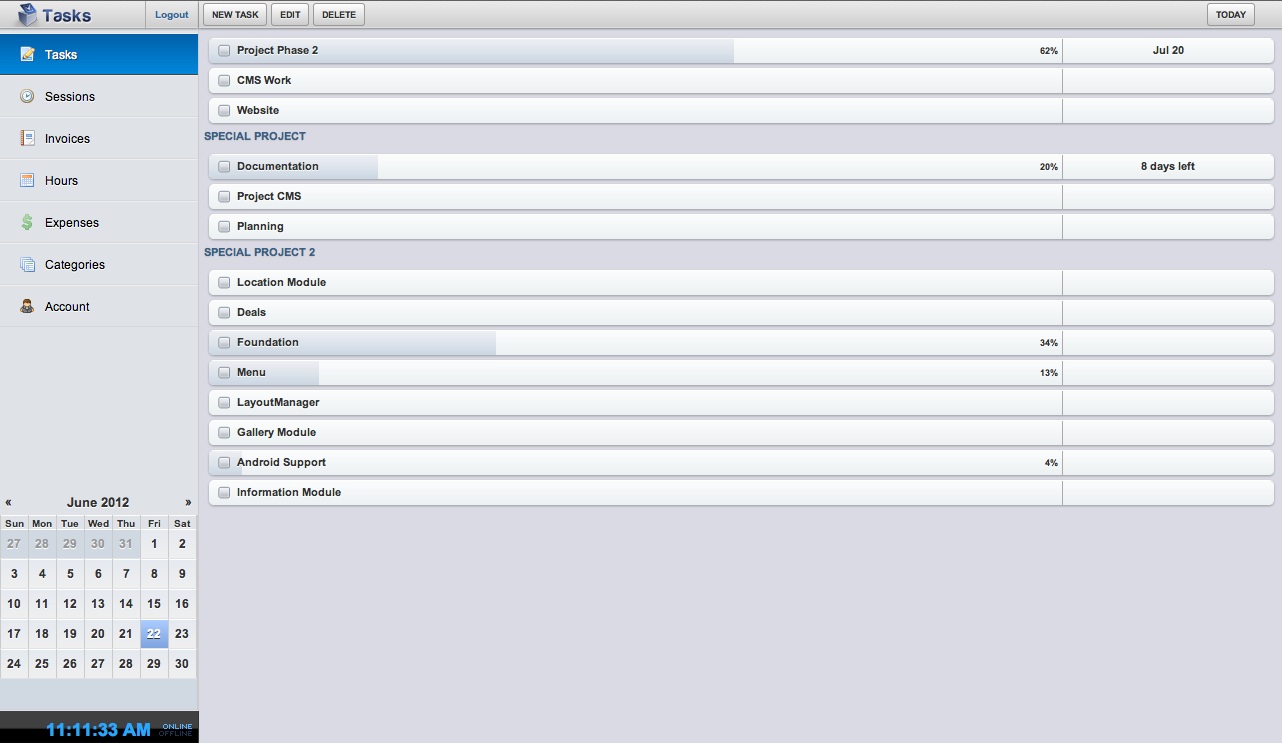 Tasks Logout NEW TASK EDIT DELETE TODAY
Tasks
Sessions
Invoices
Hours
Expenses
Categories
Account
« June 2012 »
Sun Mon Tue Wed Thu Fri Sat
27 28 29 30 31 1 2
3 4 5 6 7 8 9
10 11 12 13 14 15 16
17 18 19 20 21 22 23
24 25 26 27 28 29 30
11:11:33 AM ONLINE
OFFLINE
Project Phase 2 62% Jul 20
CMS Work
Website
SPECIAL PROJECT
Documentation 20% 8 days left
Project CMS
Planning
SPECIAL PROJECT 2
Location Module
Deals
Foundation 34%
Menu 13%
LayoutManager
Gallery Module
Android Support 4%
Information Module